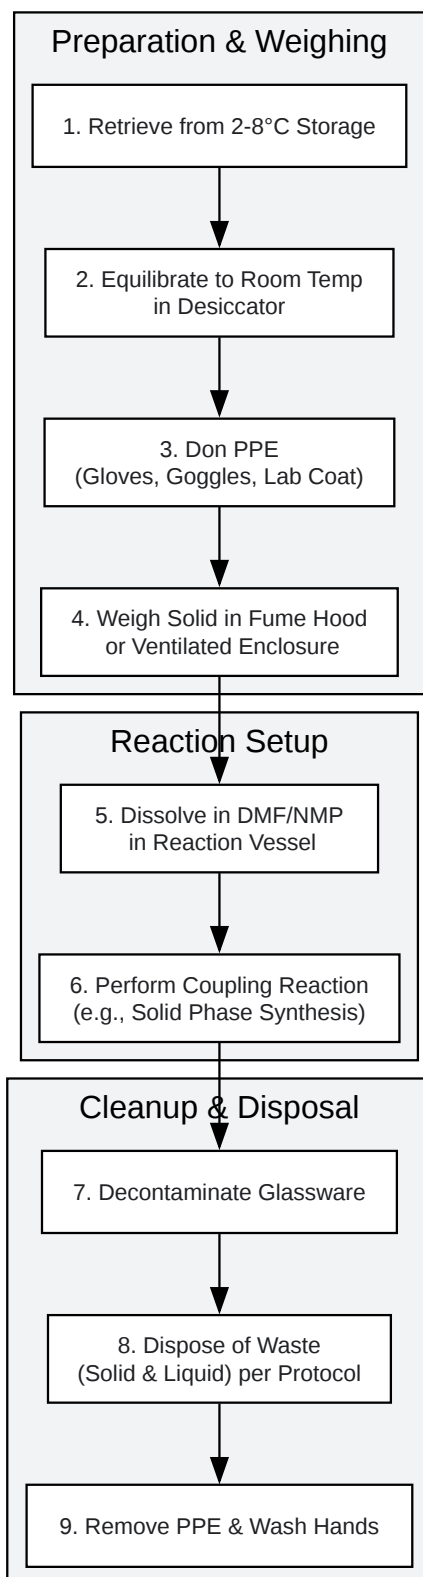 Preparation & Weighing
1. Retrieve from 2-8°C Storage
2. Equilibrate to Room Temp
in Desiccator
3. Don PPE
(Gloves, Goggles, Lab Coat)
4. Weigh Solid in Fume Hood
or Ventilated Enclosure
Reaction Setup
5. Dissolve in DMF/NMP
in Reaction Vessel
6. Perform Coupling Reaction
(e.g., Solid Phase Synthesis)
Cleanup & Disposal
7. Decontaminate Glassware
8. Dispose of Waste
(Solid & Liquid) per Protocol
9. Remove PPE & Wash Hands